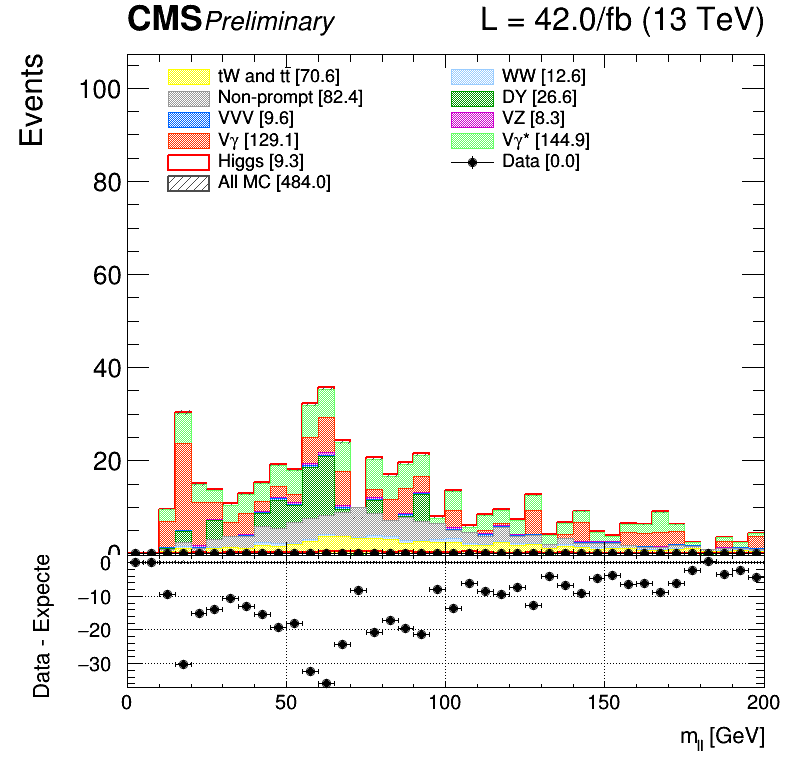 CMS Preliminary L = 42.0/fb (13 TeV)
Events
100
80
60
40
20
0
tW and tt̄ [70.6]
Non-prompt [82.4]
VVV [9.6]
Vγ [129.1]
Higgs [9.3]
All MC [484.0]
WW [12.6]
DY [26.6]
VZ [8.3]
Vγ* [144.9]
Data [0.0]
Data - Expecte
0
−10
−20
−30
0 50 100 150 200
m_ll [GeV]